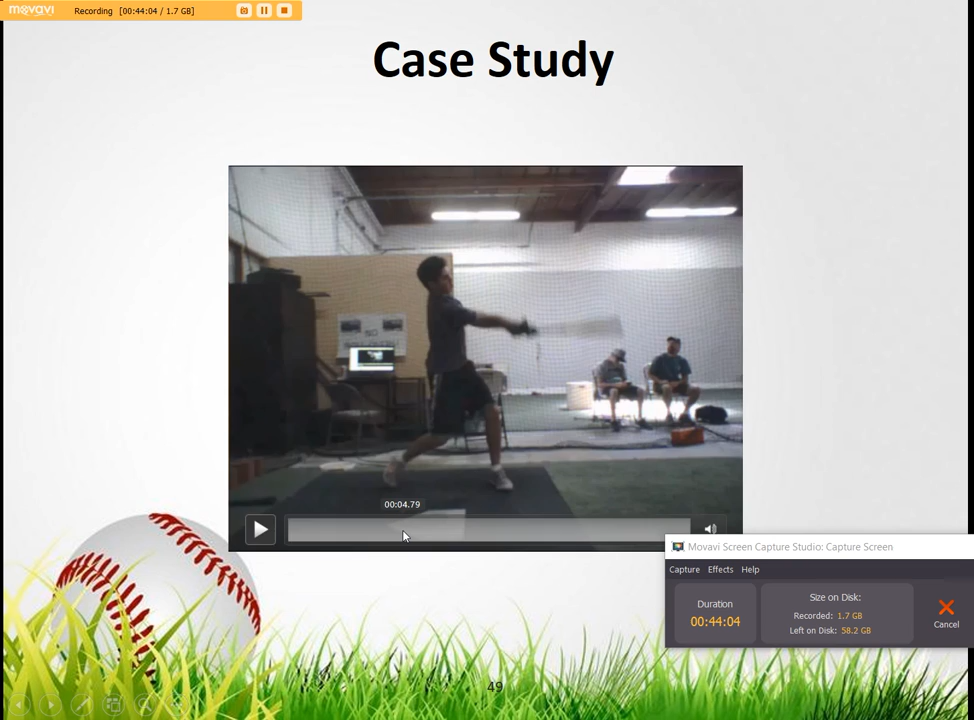 movavi Recording [00:44:04 / 1.7 GB]
Case Study
00:04.79
Movavi Screen Capture Studio: Capture Screen
Capture Effects Help
Duration
00:44:04
Size on Disk:
Recorded: 1.7 GB
Left on Disk: 58.2 GB
Cancel
49